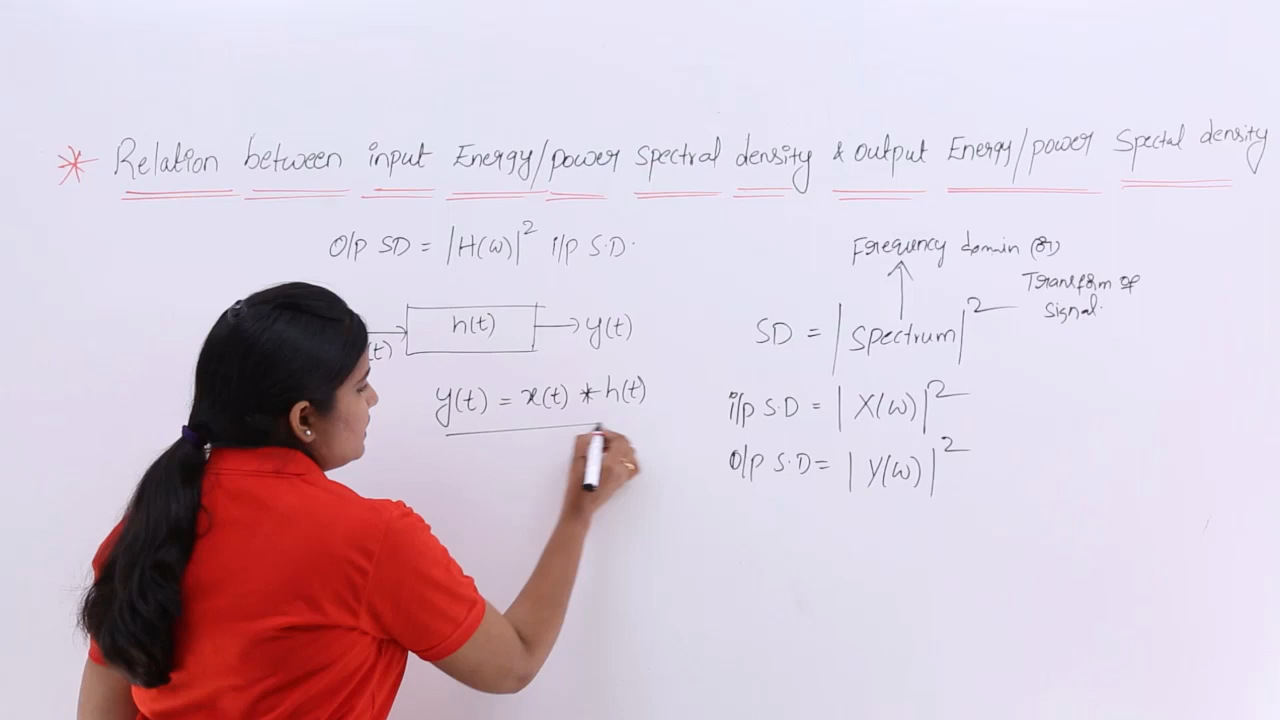 * Relation between input Energy/power spectral density & output Energy/power Spectal density
O/p SD = |H(ω)|² i/p S.D.
h(t)
(t)
y(t)
y(t) = x(t) * h(t)
Frequency domain (or)
Transform of
signal.
SD = |spectrum|²
i/p S.D = |X(ω)|²
O/p S.D = |Y(ω)|²